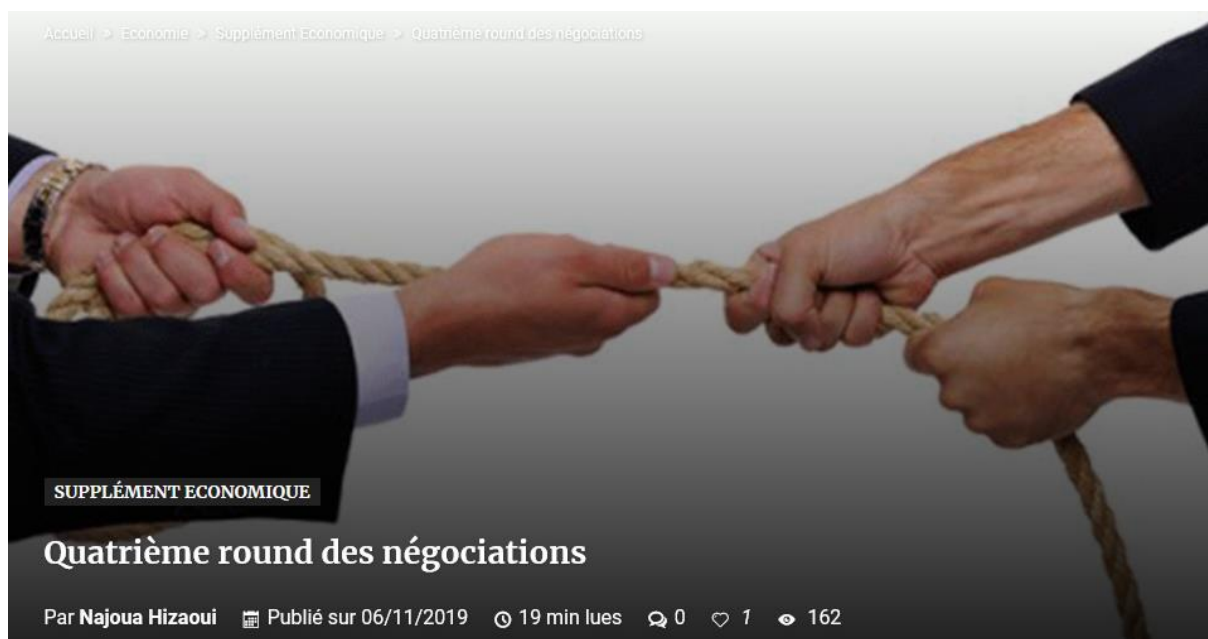 Accueil » Economie » Supplément Economique » Quatrième round des négociations
SUPPLÉMENT ECONOMIQUE
Quatrième round des négociations
Par Najoua Hizaoui Publié sur 06/11/2019 19 min lues 0 1 162